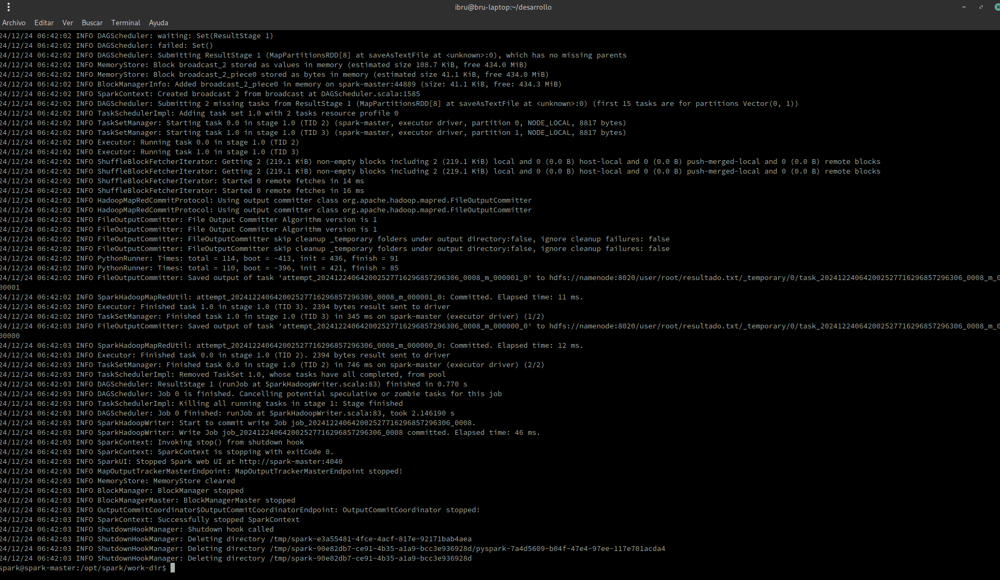 ibru@bru-laptop:~/desarrollo
Archivo Editar Ver Buscar Terminal Ayuda
24/12/24 06:42:02 INFO DAGScheduler: waiting: Set(ResultStage 1)
24/12/24 06:42:02 INFO DAGScheduler: failed: Set()
24/12/24 06:42:02 INFO DAGScheduler: Submitting ResultStage 1 (MapPartitionsRDD[8] at saveAsTextFile at <unknown>:0), which has no missing parents
24/12/24 06:42:02 INFO MemoryStore: Block broadcast_2 stored as values in memory (estimated size 108.7 KiB, free 434.0 MiB)
24/12/24 06:42:02 INFO MemoryStore: Block broadcast_2_piece0 stored as bytes in memory (estimated size 41.1 KiB, free 434.0 MiB)
24/12/24 06:42:02 INFO BlockManagerInfo: Added broadcast_2_piece0 in memory on spark-master:44889 (size: 41.1 KiB, free: 434.3 MiB)
24/12/24 06:42:02 INFO SparkContext: Created broadcast 2 from broadcast at DAGScheduler.scala:1585
24/12/24 06:42:02 INFO DAGScheduler: Submitting 2 missing tasks from ResultStage 1 (MapPartitionsRDD[8] at saveAsTextFile at <unknown>:0) (first 15 tasks are for partitions Vector(0, 1))
24/12/24 06:42:02 INFO TaskSchedulerImpl: Adding task set 1.0 with 2 tasks resource profile 0
24/12/24 06:42:02 INFO TaskSetManager: Starting task 0.0 in stage 1.0 (TID 2) (spark-master, executor driver, partition 0, NODE_LOCAL, 8817 bytes)
24/12/24 06:42:02 INFO TaskSetManager: Starting task 1.0 in stage 1.0 (TID 3) (spark-master, executor driver, partition 1, NODE_LOCAL, 8817 bytes)
24/12/24 06:42:02 INFO Executor: Running task 0.0 in stage 1.0 (TID 2)
24/12/24 06:42:02 INFO Executor: Running task 1.0 in stage 1.0 (TID 3)
24/12/24 06:42:02 INFO ShuffleBlockFetcherIterator: Getting 2 (219.1 KiB) non-empty blocks including 2 (219.1 KiB) local and 0 (0.0 B) host-local and 0 (0.0 B) push-merged-local and 0 (0.0 B) remote blocks
24/12/24 06:42:02 INFO ShuffleBlockFetcherIterator: Getting 2 (219.1 KiB) non-empty blocks including 2 (219.1 KiB) local and 0 (0.0 B) host-local and 0 (0.0 B) push-merged-local and 0 (0.0 B) remote blocks
24/12/24 06:42:02 INFO ShuffleBlockFetcherIterator: Started 0 remote fetches in 14 ms
24/12/24 06:42:02 INFO ShuffleBlockFetcherIterator: Started 0 remote fetches in 16 ms
24/12/24 06:42:02 INFO HadoopMapRedCommitProtocol: Using output committer class org.apache.hadoop.mapred.FileOutputCommitter
24/12/24 06:42:02 INFO HadoopMapRedCommitProtocol: Using output committer class org.apache.hadoop.mapred.FileOutputCommitter
24/12/24 06:42:02 INFO FileOutputCommitter: File Output Committer Algorithm version is 1
24/12/24 06:42:02 INFO FileOutputCommitter: File Output Committer Algorithm version is 1
24/12/24 06:42:02 INFO FileOutputCommitter: FileOutputCommitter skip cleanup _temporary folders under output directory:false, ignore cleanup failures: false
24/12/24 06:42:02 INFO FileOutputCommitter: FileOutputCommitter skip cleanup _temporary folders under output directory:false, ignore cleanup failures: false
24/12/24 06:42:02 INFO PythonRunner: Times: total = 114, boot = -413, init = 436, finish = 91
24/12/24 06:42:02 INFO PythonRunner: Times: total = 110, boot = -396, init = 421, finish = 85
24/12/24 06:42:02 INFO FileOutputCommitter: Saved output of task 'attempt_202412240642002527716296857296306_0008_m_000001_0' to hdfs://namenode:8020/user/root/resultado.txt/_temporary/0/task_202412240642002527716296857296306_0008_m_0
00001
24/12/24 06:42:02 INFO SparkHadoopMapRedUtil: attempt_202412240642002527716296857296306_0008_m_000001_0: Committed. Elapsed time: 11 ms.
24/12/24 06:42:02 INFO Executor: Finished task 1.0 in stage 1.0 (TID 3). 2394 bytes result sent to driver
24/12/24 06:42:02 INFO TaskSetManager: Finished task 1.0 in stage 1.0 (TID 3) in 345 ms on spark-master (executor driver) (1/2)
24/12/24 06:42:03 INFO FileOutputCommitter: Saved output of task 'attempt_202412240642002527716296857296306_0008_m_000000_0' to hdfs://namenode:8020/user/root/resultado.txt/_temporary/0/task_202412240642002527716296857296306_0008_m_0
00000
24/12/24 06:42:03 INFO SparkHadoopMapRedUtil: attempt_202412240642002527716296857296306_0008_m_000000_0: Committed. Elapsed time: 12 ms.
24/12/24 06:42:03 INFO Executor: Finished task 0.0 in stage 1.0 (TID 2). 2394 bytes result sent to driver
24/12/24 06:42:03 INFO TaskSetManager: Finished task 0.0 in stage 1.0 (TID 2) in 746 ms on spark-master (executor driver) (2/2)
24/12/24 06:42:03 INFO TaskSchedulerImpl: Removed TaskSet 1.0, whose tasks have all completed, from pool
24/12/24 06:42:03 INFO DAGScheduler: ResultStage 1 (runJob at SparkHadoopWriter.scala:83) finished in 0.770 s
24/12/24 06:42:03 INFO DAGScheduler: Job 0 is finished. Cancelling potential speculative or zombie tasks for this job
24/12/24 06:42:03 INFO TaskSchedulerImpl: Killing all running tasks in stage 1: Stage finished
24/12/24 06:42:03 INFO DAGScheduler: Job 0 finished: runJob at SparkHadoopWriter.scala:83, took 2.146190 s
24/12/24 06:42:03 INFO SparkHadoopWriter: Start to commit write Job job_202412240642002527716296857296306_0008.
24/12/24 06:42:03 INFO SparkHadoopWriter: Write Job job_202412240642002527716296857296306_0008 committed. Elapsed time: 46 ms.
24/12/24 06:42:03 INFO SparkContext: Invoking stop() from shutdown hook
24/12/24 06:42:03 INFO SparkContext: SparkContext is stopping with exitCode 0.
24/12/24 06:42:03 INFO SparkUI: Stopped Spark web UI at http://spark-master:4040
24/12/24 06:42:03 INFO MapOutputTrackerMasterEndpoint: MapOutputTrackerMasterEndpoint stopped!
24/12/24 06:42:03 INFO MemoryStore: MemoryStore cleared
24/12/24 06:42:03 INFO BlockManager: BlockManager stopped
24/12/24 06:42:03 INFO BlockManagerMaster: BlockManagerMaster stopped
24/12/24 06:42:03 INFO OutputCommitCoordinator$OutputCommitCoordinatorEndpoint: OutputCommitCoordinator stopped!
24/12/24 06:42:03 INFO SparkContext: Successfully stopped SparkContext
24/12/24 06:42:03 INFO ShutdownHookManager: Shutdown hook called
24/12/24 06:42:03 INFO ShutdownHookManager: Deleting directory /tmp/spark-e3a55481-4fce-4acf-817e-92171bab4aea
24/12/24 06:42:03 INFO ShutdownHookManager: Deleting directory /tmp/spark-90e82db7-ce91-4b35-a1a9-bcc3e936928d/pyspark-7a4d5609-b04f-47e4-97ee-117e701acda4
24/12/24 06:42:03 INFO ShutdownHookManager: Deleting directory /tmp/spark-90e82db7-ce91-4b35-a1a9-bcc3e936928d
spark@spark-master:/opt/spark/work-dir$